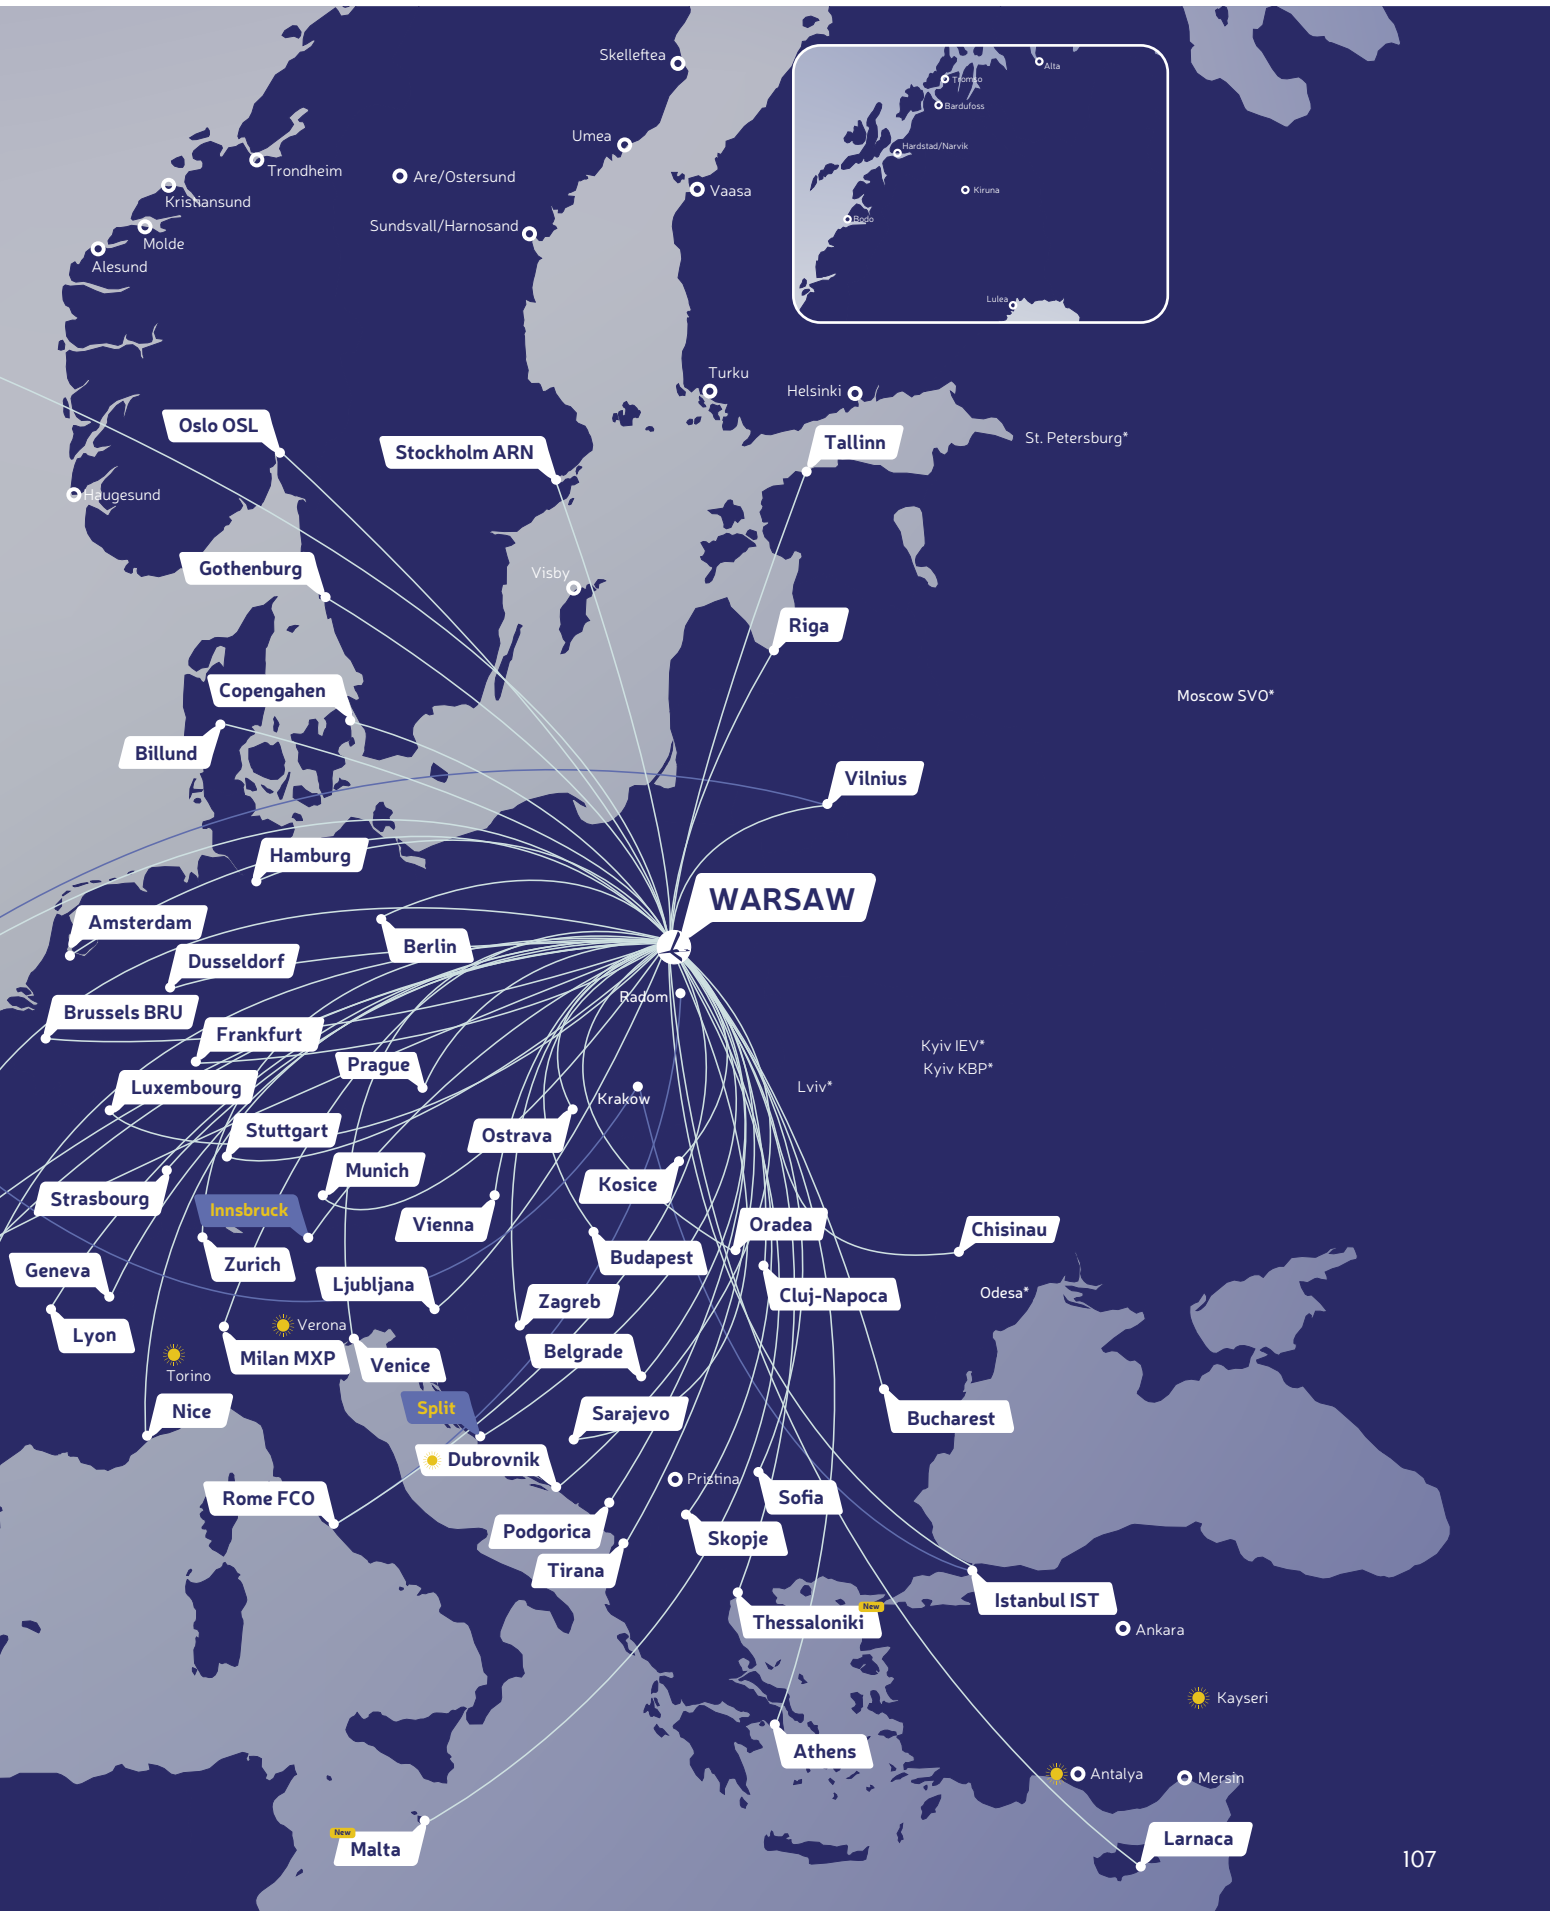 Skelleftea
Alta
Tromso
Bardufoss
Umea
Hardstad/Narvik
Trondheim
Are/Ostersund
Kiruna
Vaasa
Kristiansund
Bodo
Sundsvall/Harnosand
Molde
Alesund
Lulea
Turku
Helsinki
Oslo OSL
St. Petersburg*
Tallinn
Stockholm ARN
Haugesund
Gothenburg
Visby
Riga
Copengahen
Moscow SVO*
Billund
Vilnius
Hamburg
WARSAW
Amsterdam
Berlin
Dusseldorf
Radom
Brussels BRU
Frankfurt
Kyiv IEV*
Prague
Kyiv KBP*
Luxembourg
Lviv*
Krakow
Stuttgart
Ostrava
Munich
Kosice
Strasbourg
Innsbruck
Vienna
Oradea
Chisinau
Budapest
Zurich
Geneva
Ljubljana
Odesa*
Cluj-Napoca
Zagreb
Verona
Lyon
Belgrade
Milan MXP
Venice
Torino
Split
Nice
Sarajevo
Bucharest
Dubrovnik
Pristina
Rome FCO
Sofia
Podgorica
Skopje
Tirana
Istanbul IST
New
Thessaloniki
Ankara
Kayseri
Athens
Antalya
Mersin
New
Malta
Larnaca
107